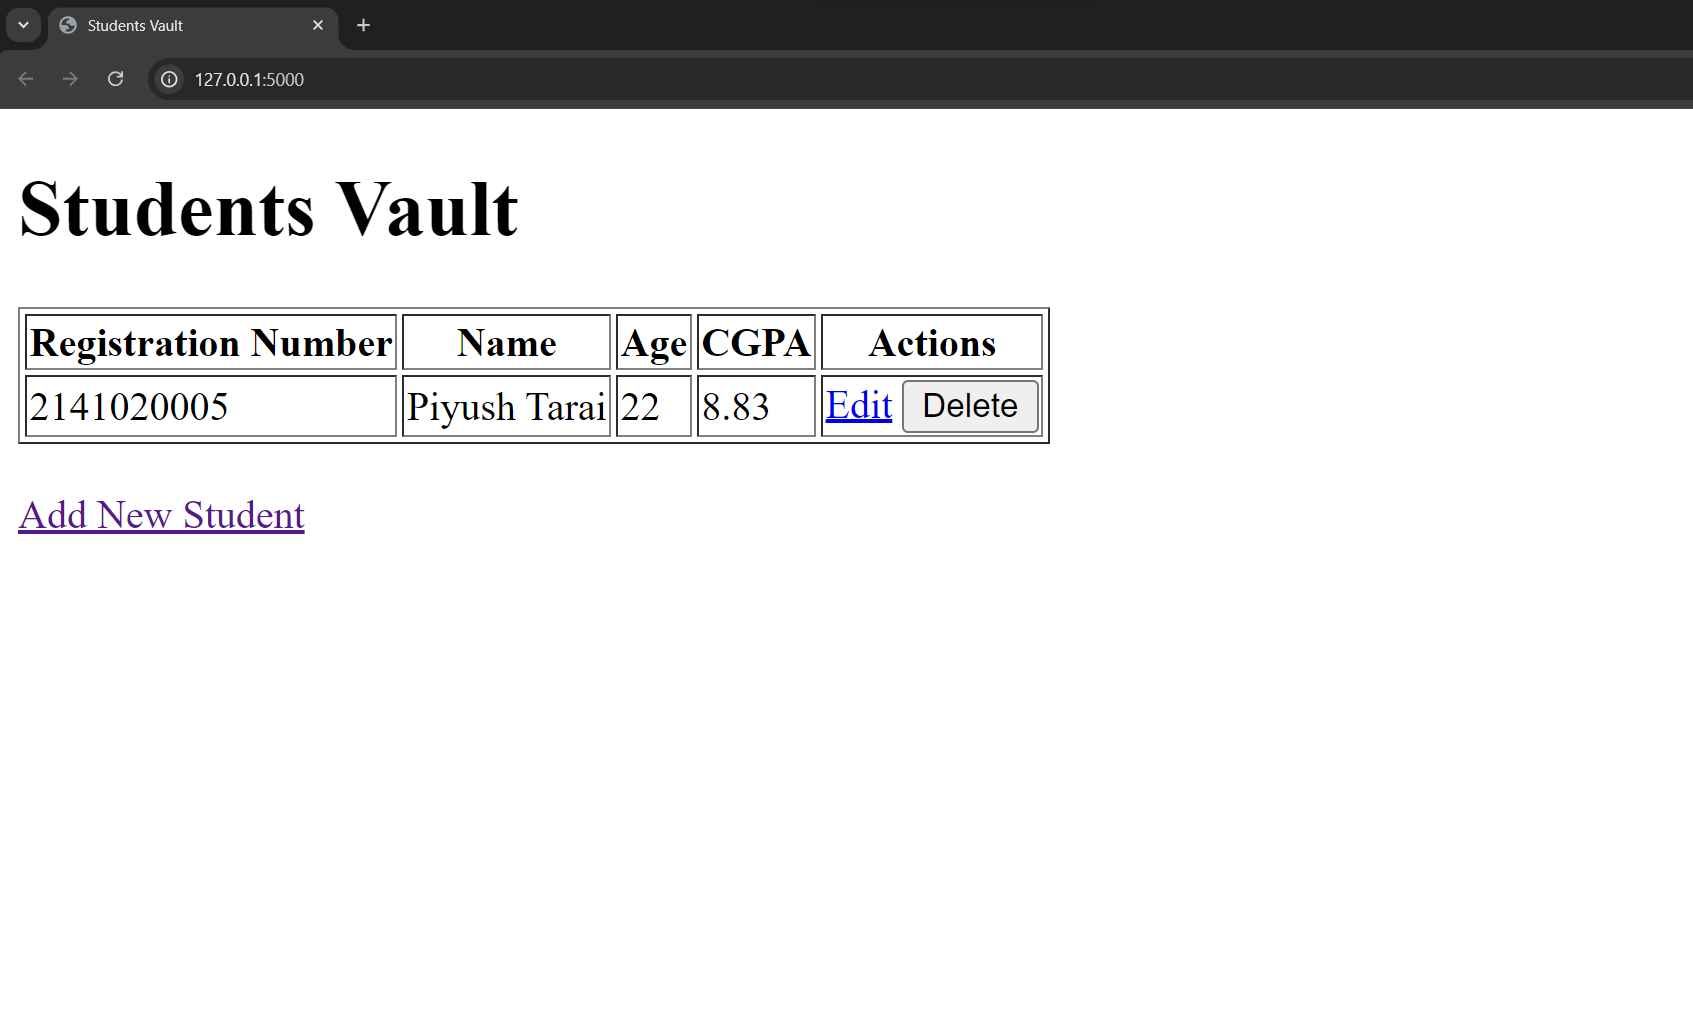 Students Vault
127.0.0.1:5000
Students Vault
Registration Number Name Age CGPA Actions
2141020005 Piyush Tarai 22 8.83 Edit Delete
Add New Student